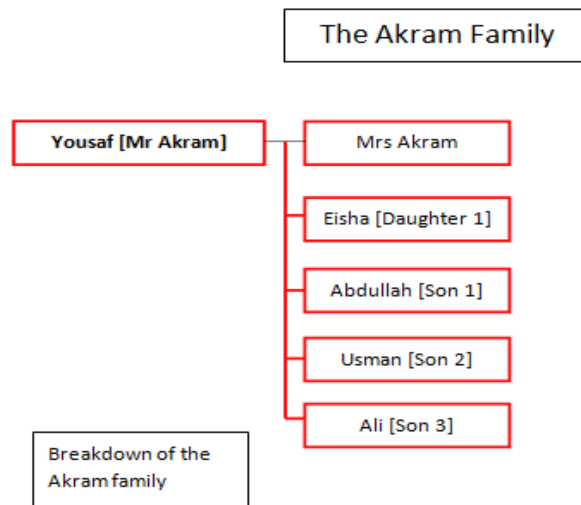 The Akram Family
Yousaf [Mr Akram]
Mrs Akram
Eisha [Daughter 1]
Abdullah [Son 1]
Usman [Son 2]
Ali [Son 3]
Breakdown of the
Akram family